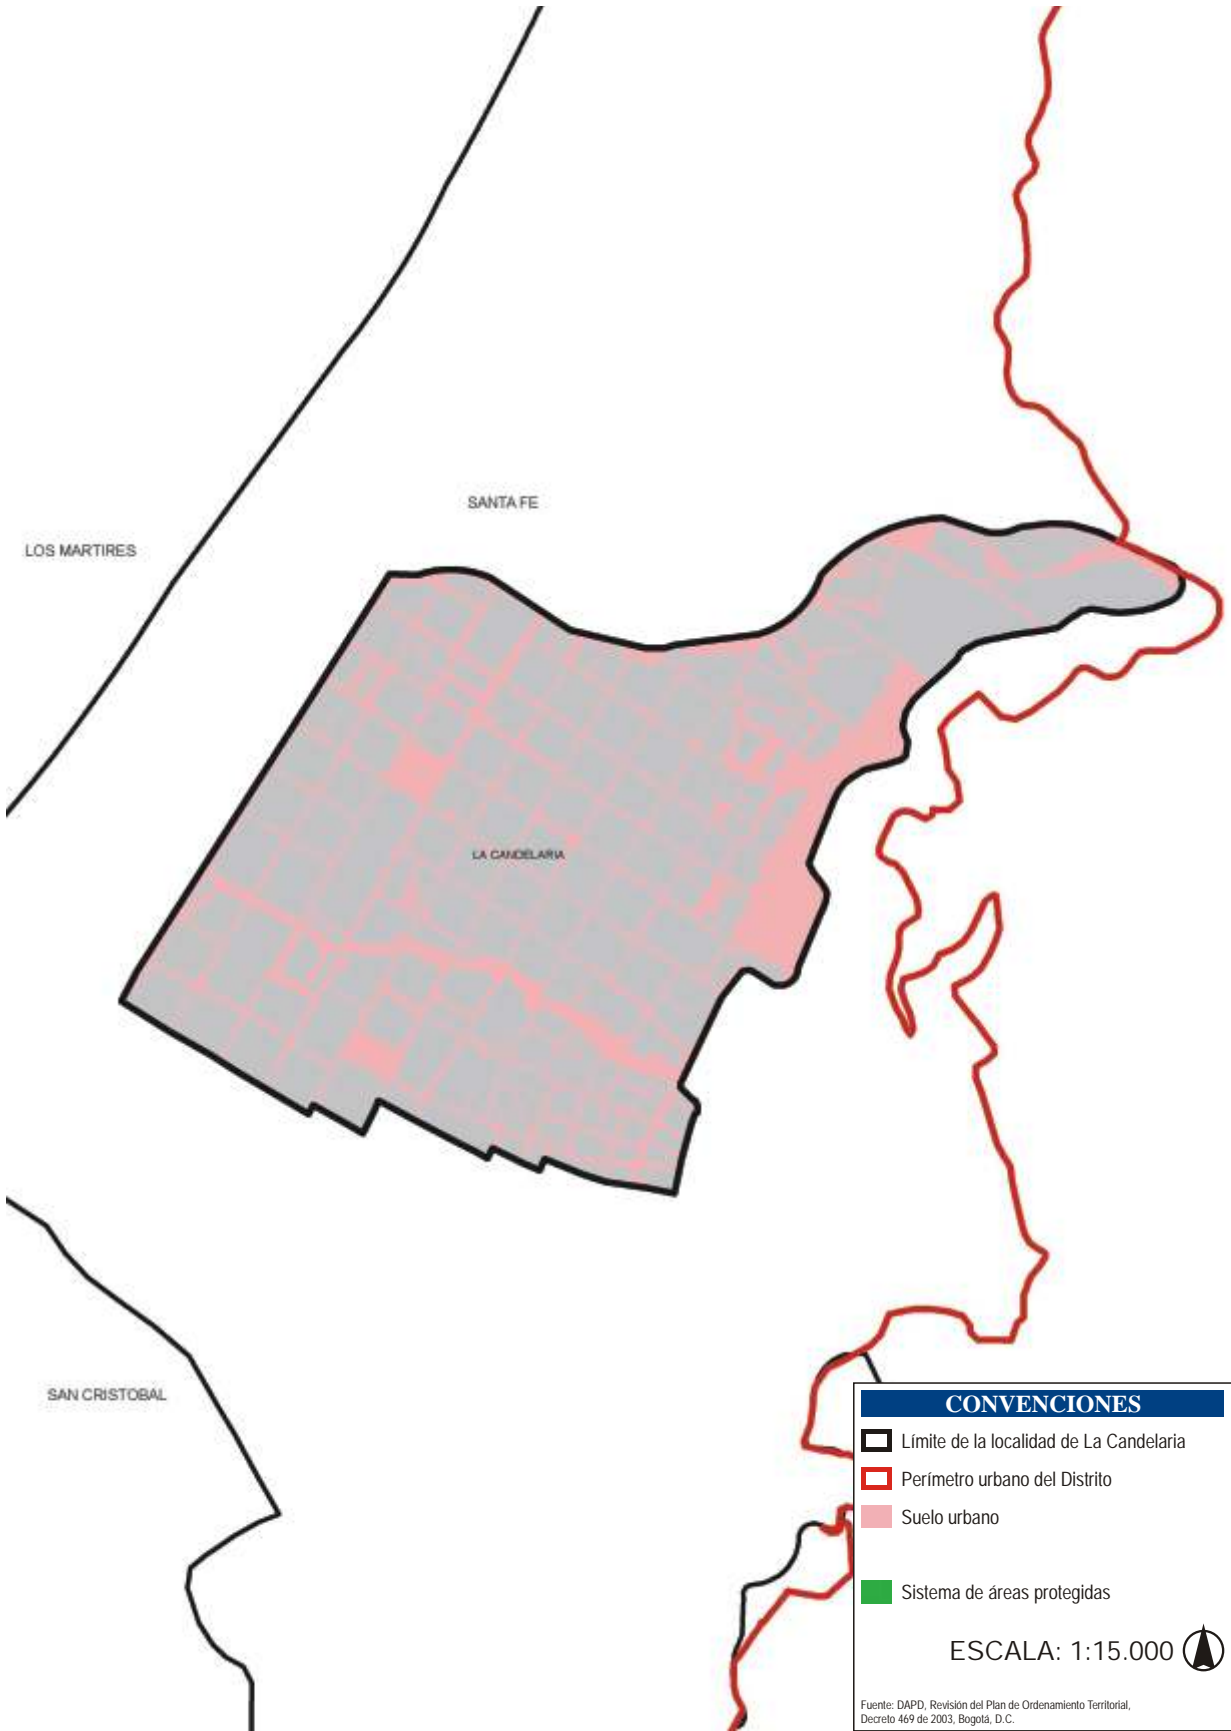 SANTA FE
LOS MARTIRES
LA CANDELARIA
SAN CRISTOBAL
CONVENCIONES
Límite de la localidad de La Candelaria
Perímetro urbano del Distrito
Suelo urbano
Sistema de áreas protegidas
ESCALA: 1:15.000
Fuente: DAPD, Revisión del Plan de Ordenamiento Territorial,
Decreto 469 de 2003, Bogotá, D.C.